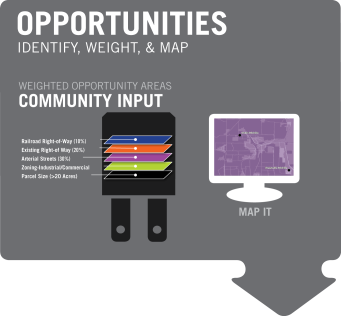 OPPORTUNITIES
IDENTIFY, WEIGHT, & MAP
WEIGHTED OPPORTUNITY AREAS
COMMUNITY INPUT
Railroad Right-of-Way (10%)
Existing Right of Way (20%)
Arterial Streets (30%)
Zoning-Industrial/Commercial
Parcel Size (>20 Acres)
MAP IT